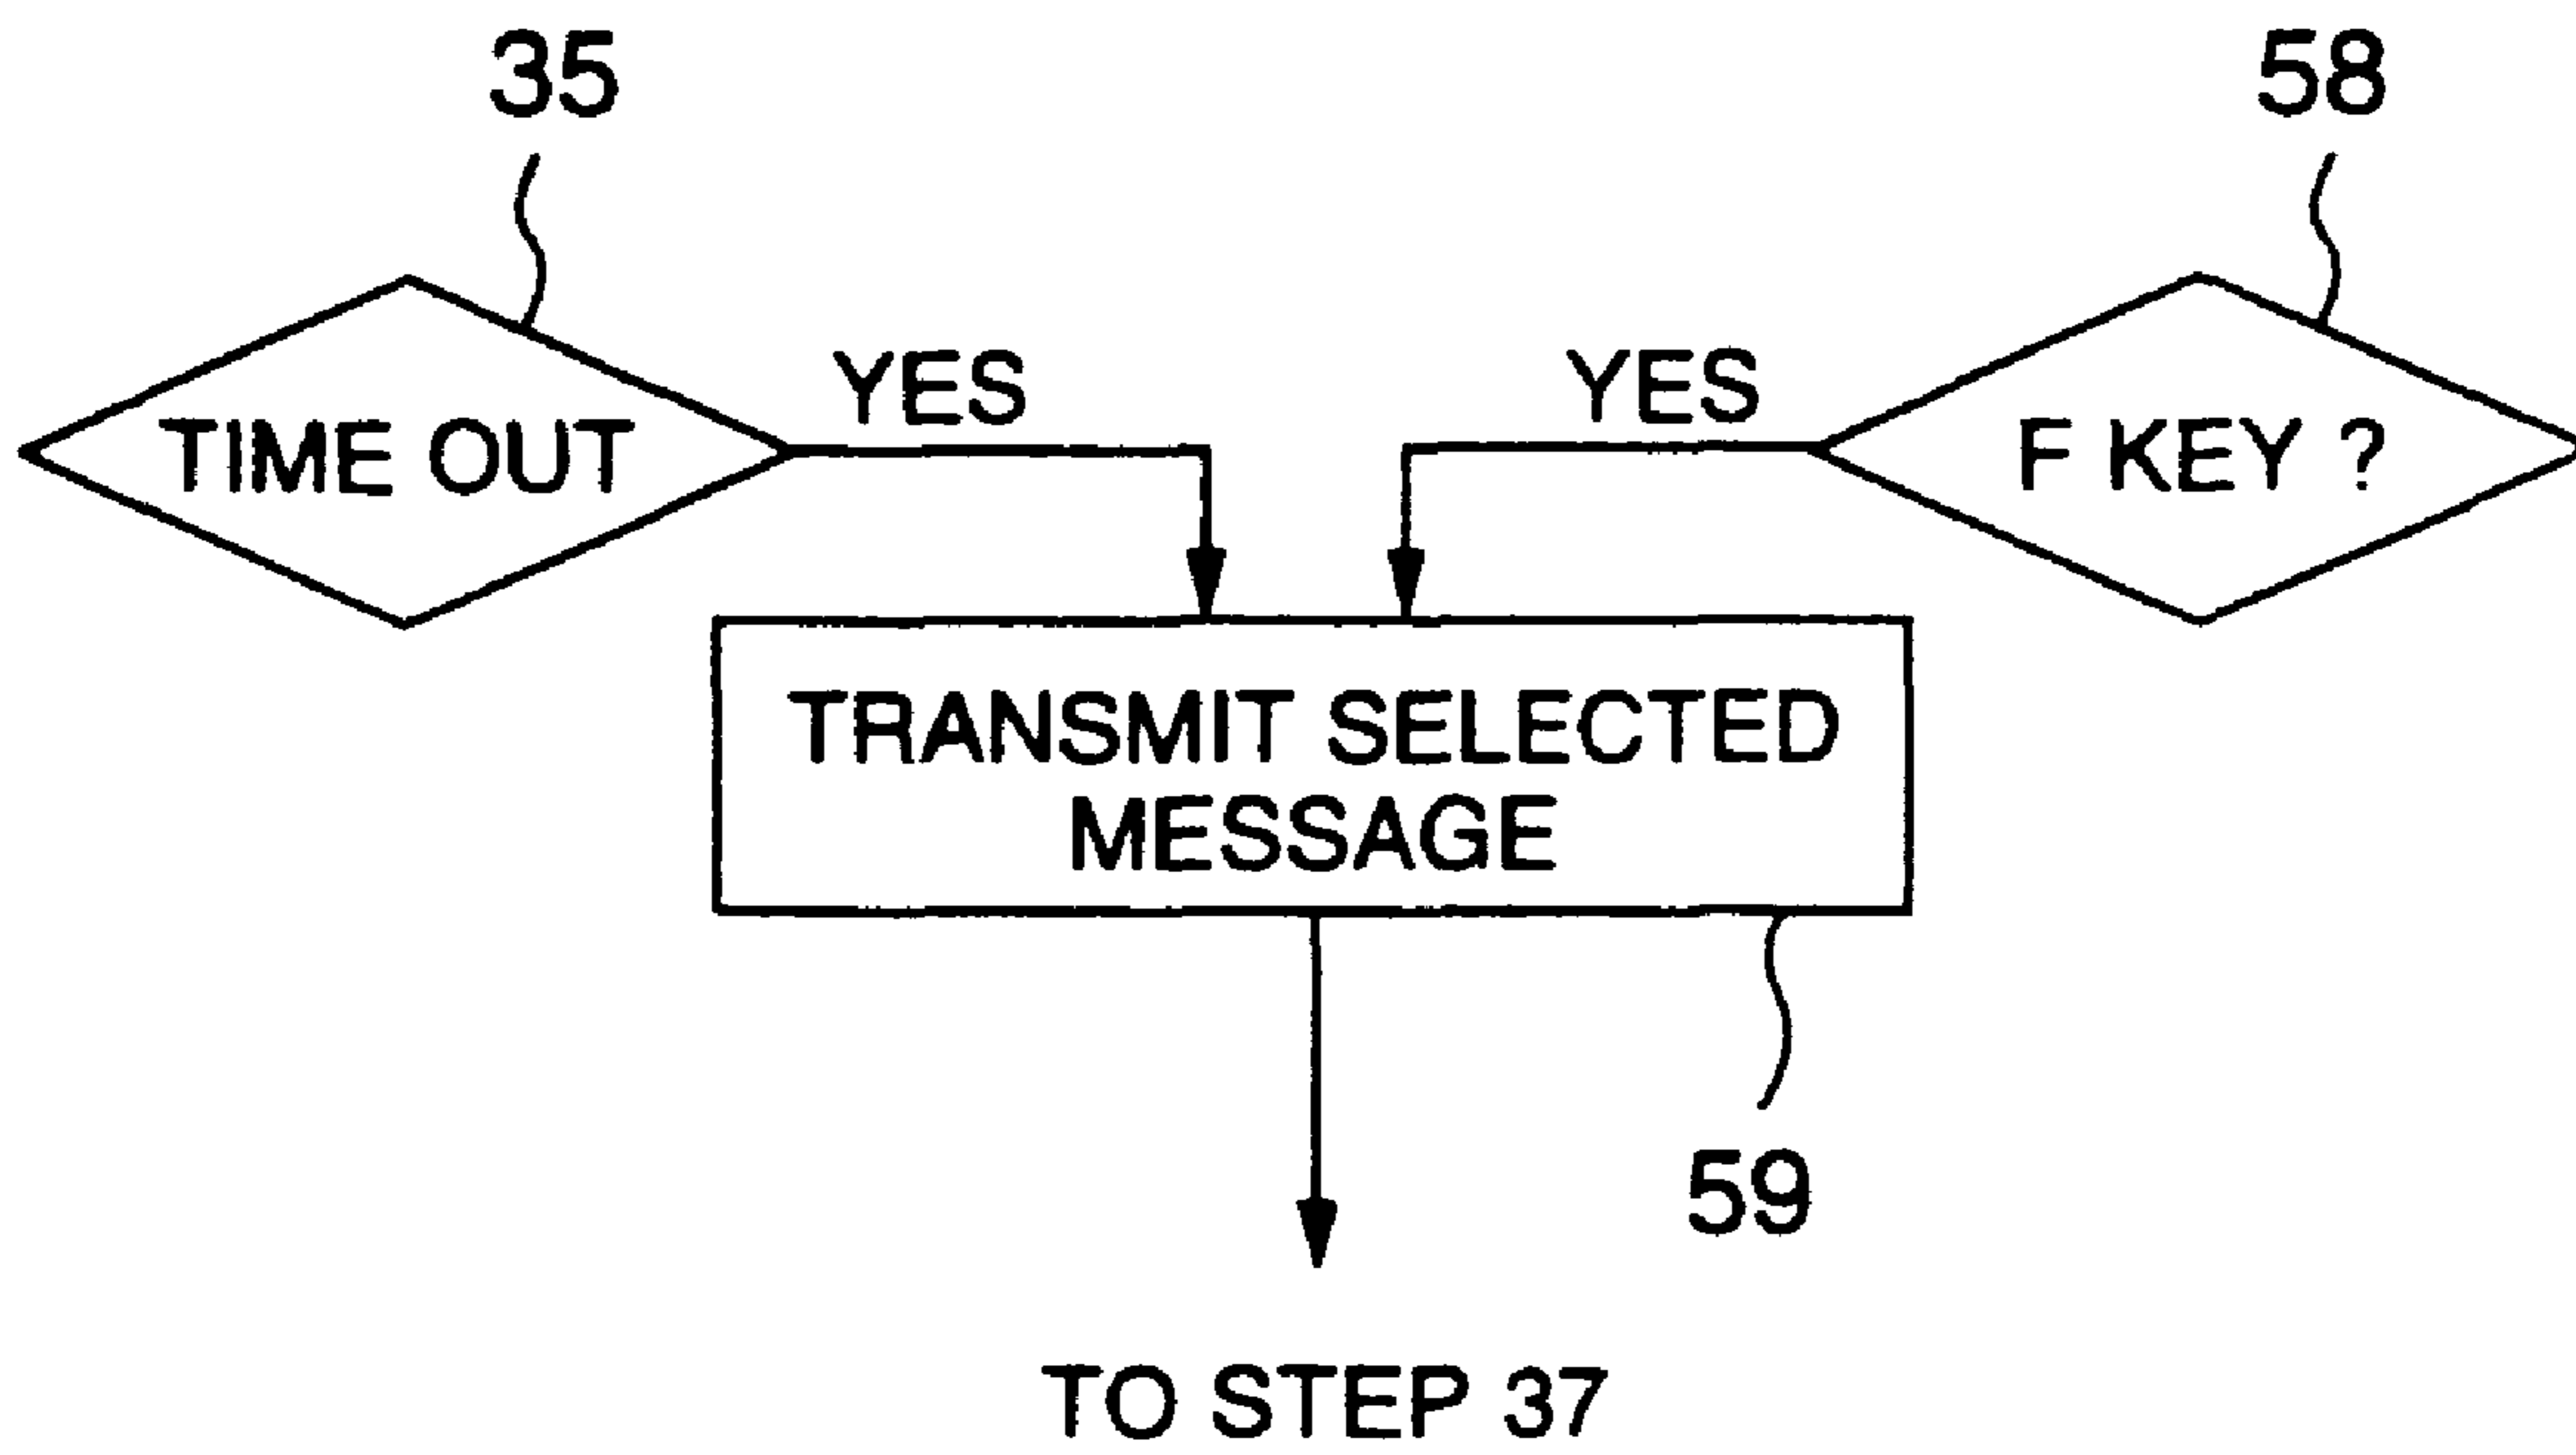 35
58
YES
YES
TIME OUT
F KEY ?
TRANSMIT SELECTED
MESSAGE
59
TO STEP 37